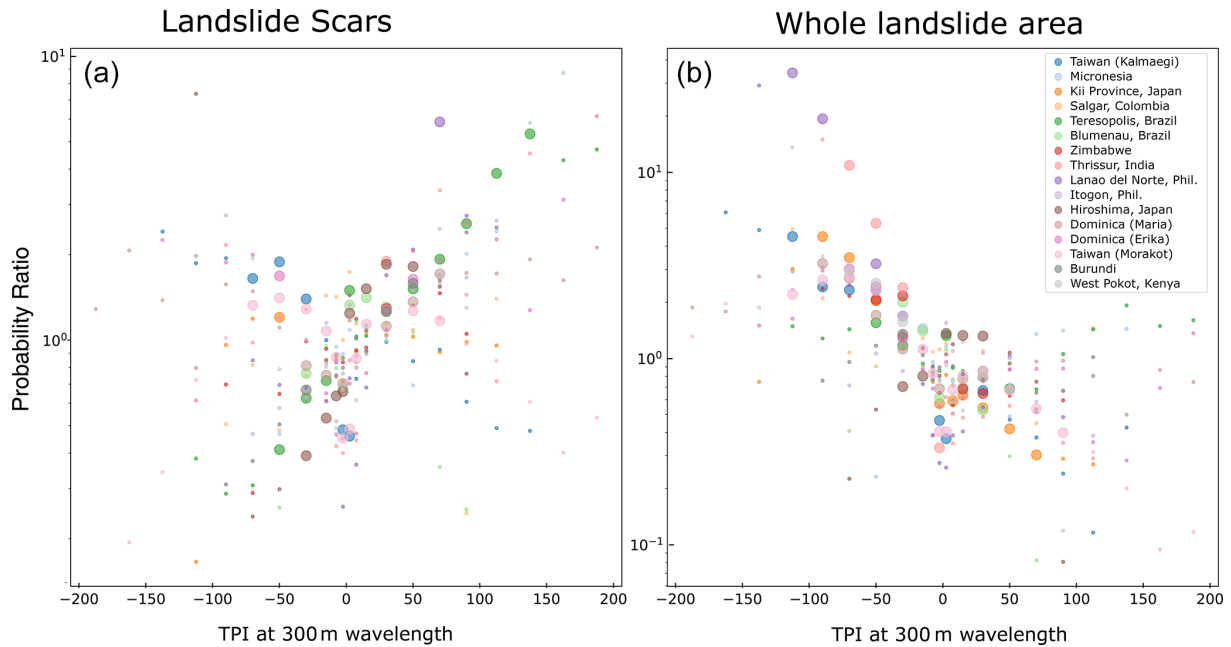 Landslide Scars
Whole landslide area
(a)
(b)
Probability Ratio
10¹
10⁰
10¹
10⁰
10⁻¹
Taiwan (Kalmaegi)
Micronesia
Kii Province, Japan
Salgar, Colombia
Teresopolis, Brazil
Blumenau, Brazil
Zimbabwe
Thrissur, India
Lanao del Norte, Phil.
Itogon, Phil.
Hiroshima, Japan
Dominica (Maria)
Dominica (Erika)
Taiwan (Morakot)
Burundi
West Pokot, Kenya
−200 −150 −100 −50 0 50 100 150 200
−200 −150 −100 −50 0 50 100 150 200
TPI at 300 m wavelength
TPI at 300 m wavelength